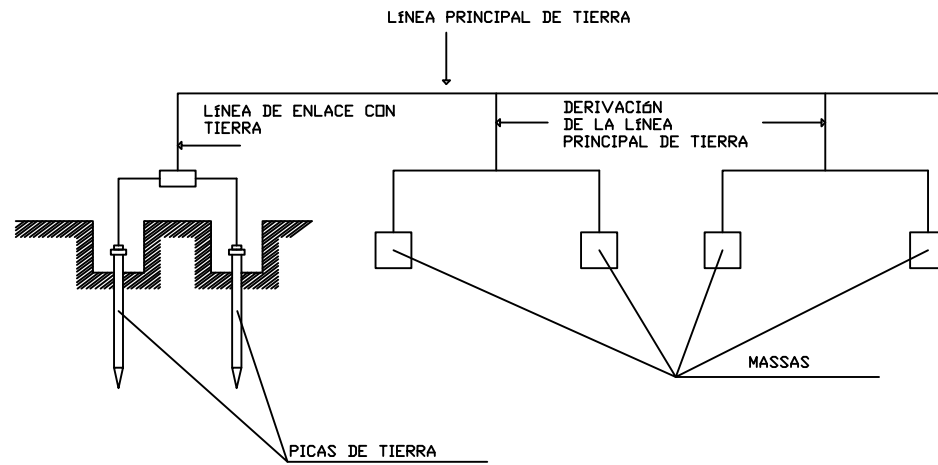 LíNEA PRINCIPAL DE TIERRA
LíNEA DE ENLACE CON
TIERRA
DERIVACIóN
DE LA LíNEA
PRINCIPAL DE TIERRA
MASSAS
PICAS DE TIERRA